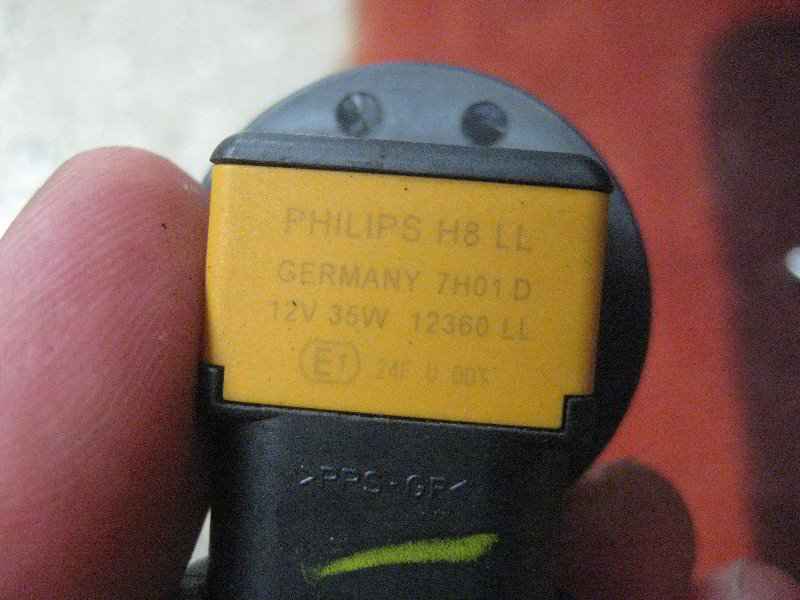 PHILIPS H8 LL
GERMANY 7H01 D
12V 35W 12360 LL
E1
>PPS-GF<